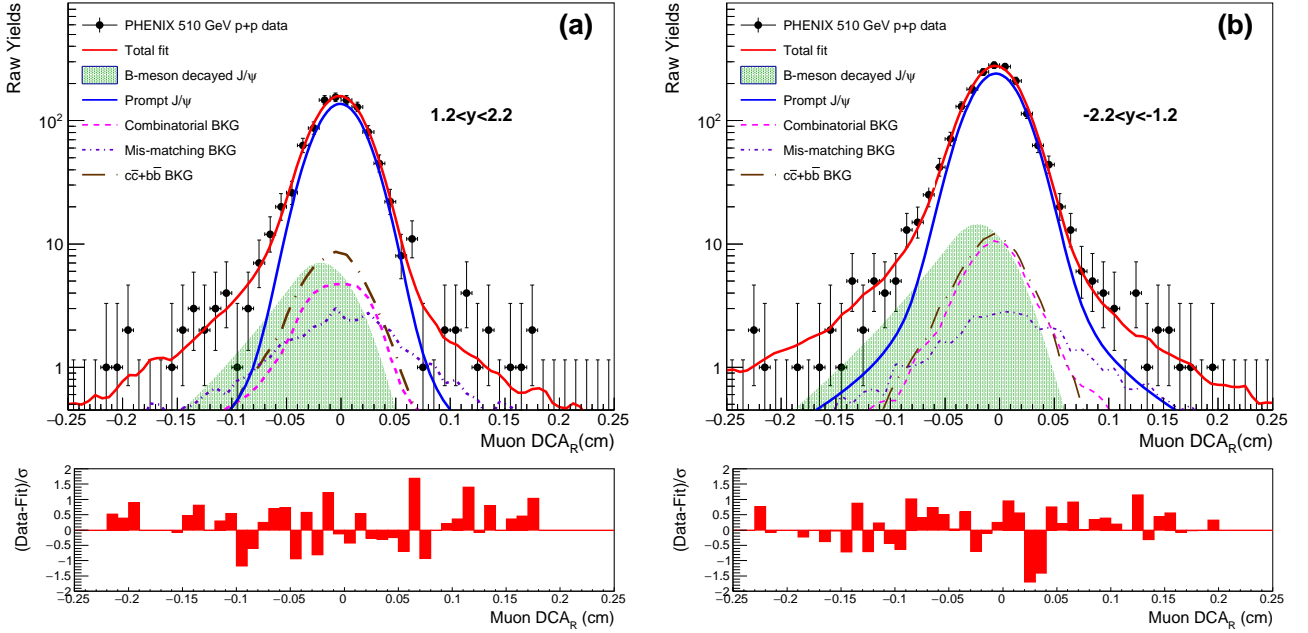 Raw Yields
(a)
PHENIX 510 GeV p+p data
Total fit
B-meson decayed J/ψ
Prompt J/ψ
Combinatorial BKG
Mis-matching BKG
cc̄+bb̄ BKG
1.2<y<2.2
10²
10
1
−0.25 −0.2 −0.15 −0.1 −0.05 0 0.05 0.1 0.15 0.2 0.25
Muon DCA_R(cm)
(Data-Fit)/σ
2
1.5
1
0.5
0
−0.5
−1
−1.5
−2
−0.25 −0.2 −0.15 −0.1 −0.05 0 0.05 0.1 0.15 0.2 0.25
Muon DCA_R (cm)
Raw Yields
(b)
PHENIX 510 GeV p+p data
Total fit
B-meson decayed J/ψ
Prompt J/ψ
Combinatorial BKG
Mis-matching BKG
cc̄+bb̄ BKG
-2.2<y<-1.2
10²
10
1
−0.25 −0.2 −0.15 −0.1 −0.05 0 0.05 0.1 0.15 0.2 0.25
Muon DCA_R(cm)
(Data-Fit)/σ
2
1.5
1
0.5
0
−0.5
−1
−1.5
−2
−0.25 −0.2 −0.15 −0.1 −0.05 0 0.05 0.1 0.15 0.2 0.25
Muon DCA_R (cm)